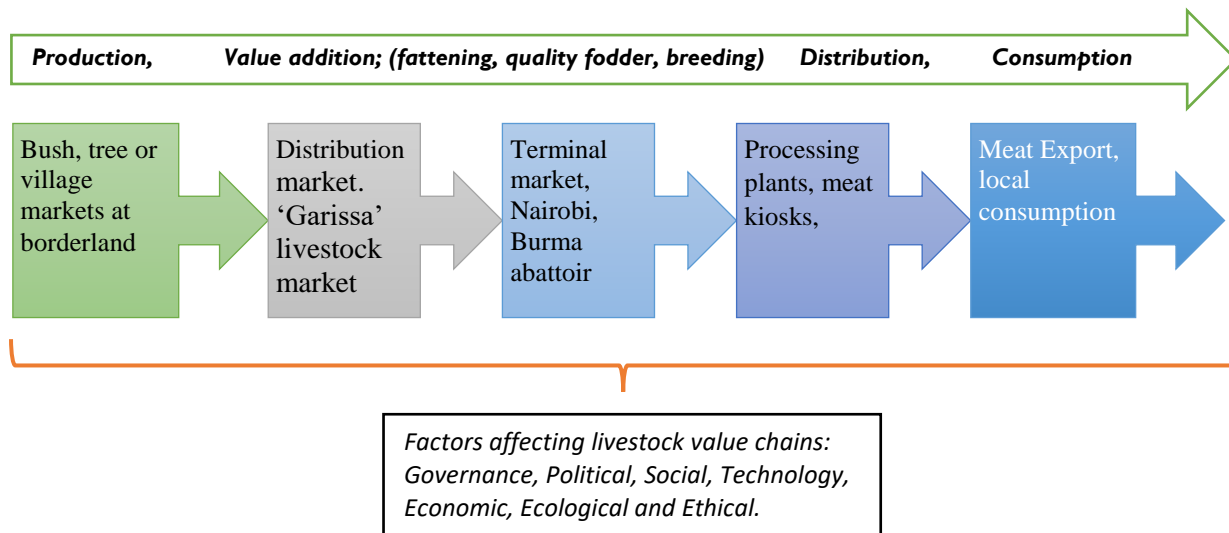 Production, Value addition; (fattening, quality fodder, breeding) Distribution, Consumption
Bush, tree or
village
markets at
borderland
Distribution
market.
‘Garissa’
livestock
market
Terminal
market,
Nairobi,
Burma
abattoir
Processing
plants, meat
kiosks,
Meat Export,
local
consumption
Factors affecting livestock value chains:
Governance, Political, Social, Technology,
Economic, Ecological and Ethical.